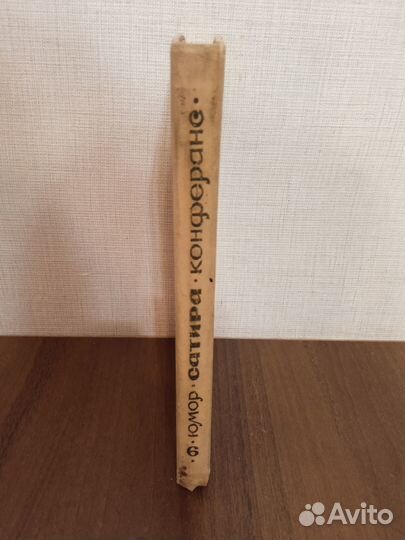 · юмор · сатира · конферанс ·
Avito